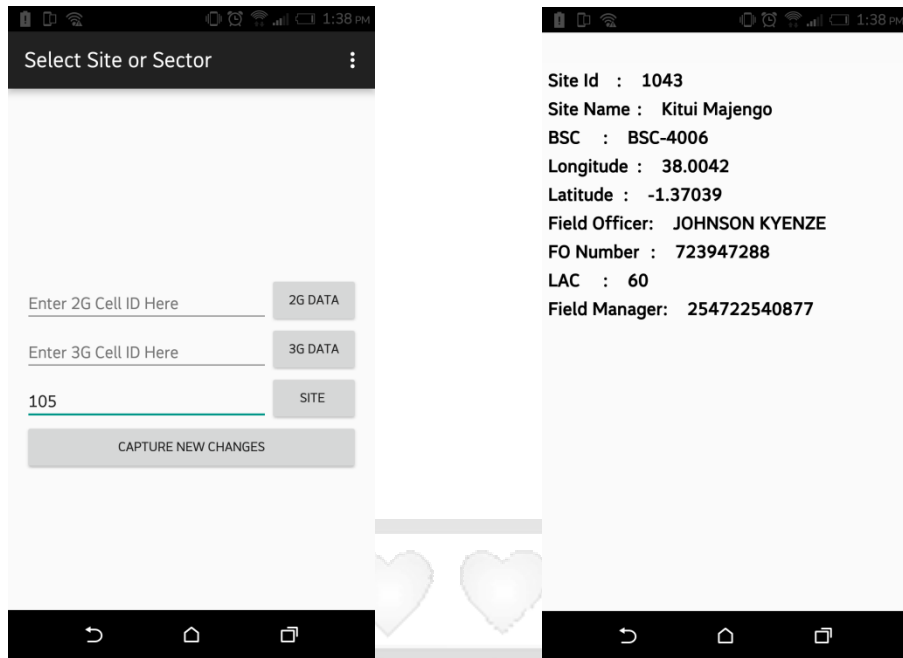 1:38 PM
Select Site or Sector
Enter 2G Cell ID Here
2G DATA
Enter 3G Cell ID Here
3G DATA
105
SITE
CAPTURE NEW CHANGES
1:38 PM
Site Id : 1043
Site Name : Kitui Majengo
BSC : BSC-4006
Longitude : 38.0042
Latitude : -1.37039
Field Officer: JOHNSON KYENZE
FO Number : 723947288
LAC : 60
Field Manager: 254722540877